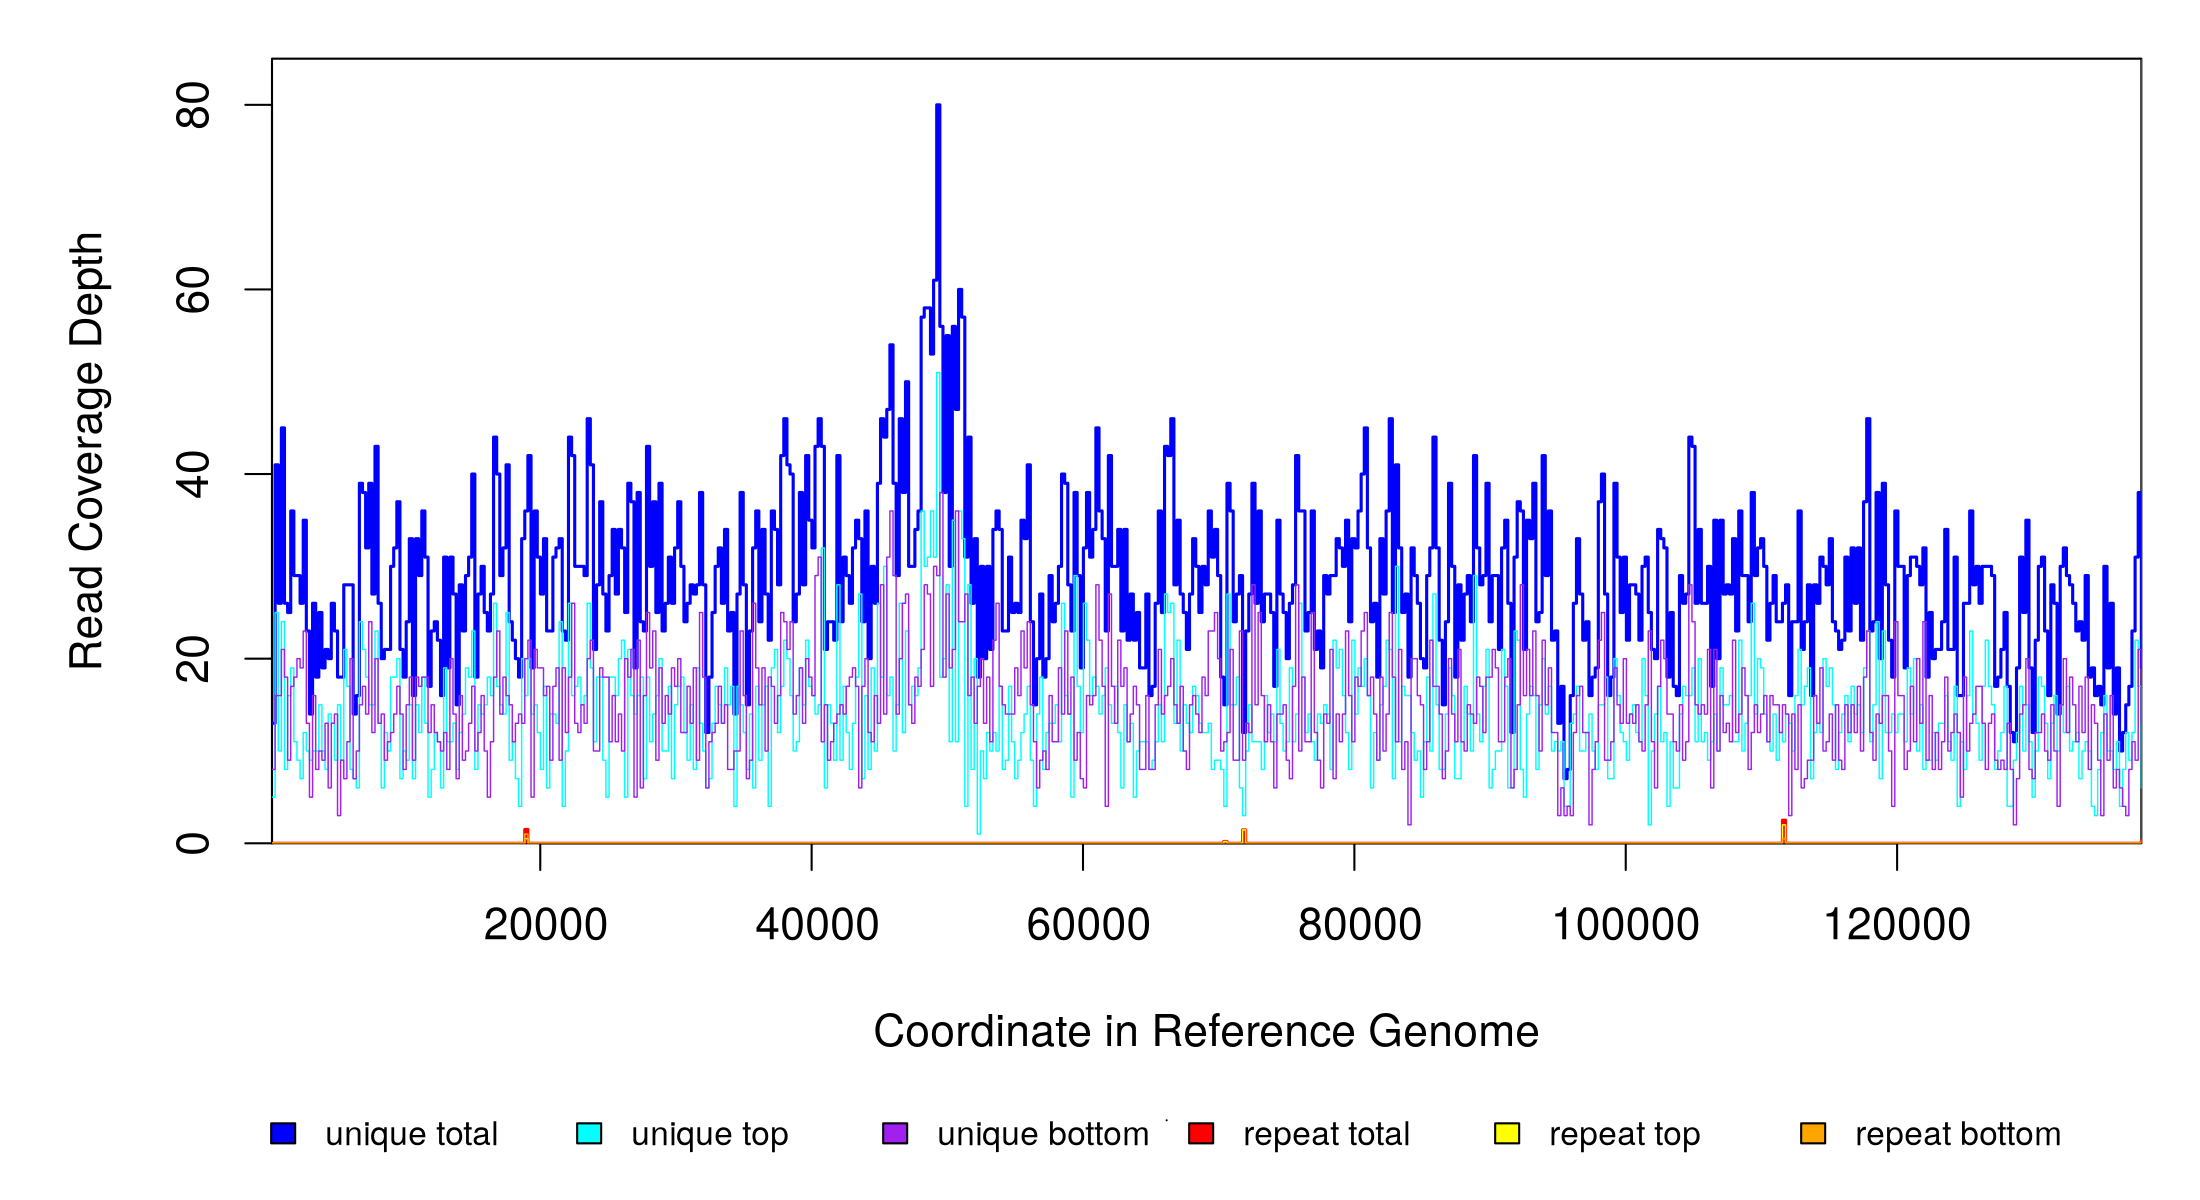 Read Coverage Depth
80
60
40
20
0
20000 40000 60000 80000 100000 120000
Coordinate in Reference Genome
unique total unique top unique bottom repeat total repeat top repeat bottom